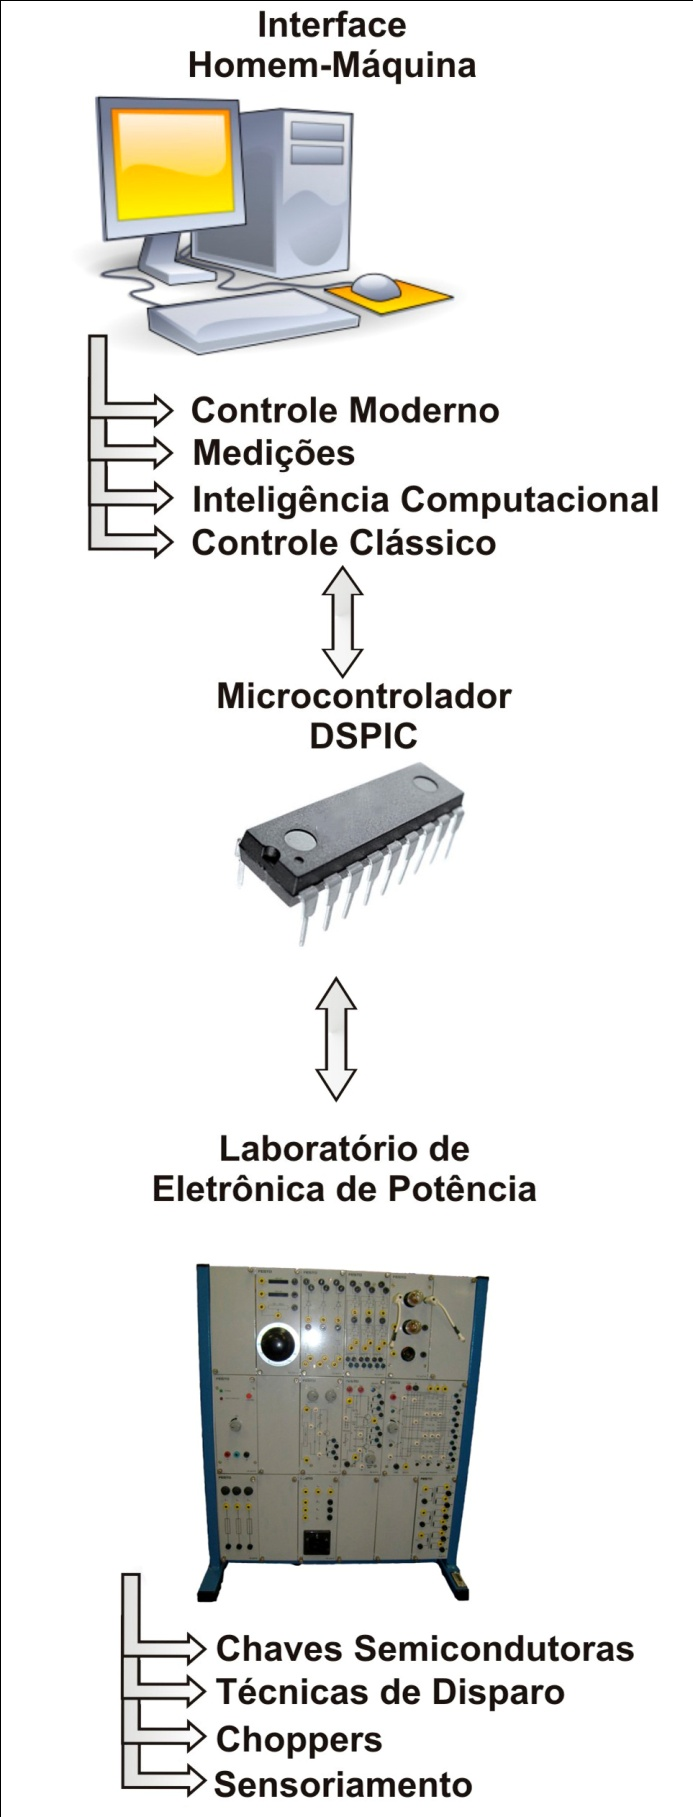 Interface
Homem-Máquina
Controle Moderno
Medições
Inteligência Computacional
Controle Clássico
Microcontrolador
DSPIC
Laboratório de
Eletrônica de Potência
Chaves Semicondutoras
Técnicas de Disparo
Choppers
Sensoriamento